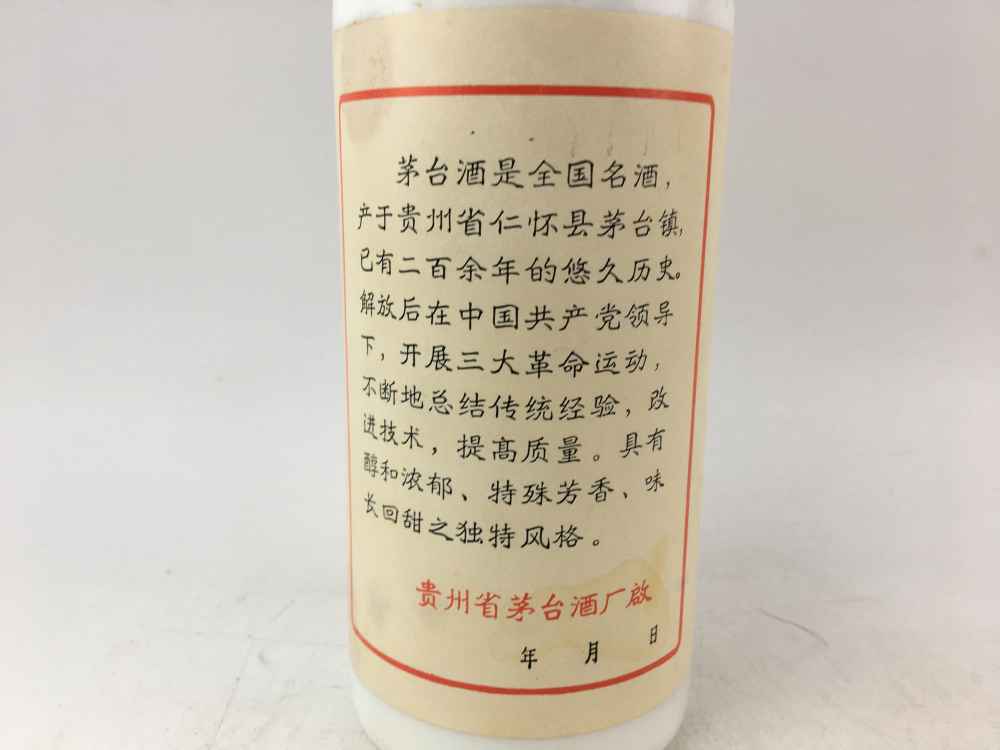 茅台酒是全国名酒，
产于贵州省仁怀县茅台镇，
已有二百余年的悠久历史。
解放后在中国共产党领导
下，开展三大革命运动，
不断地总结传统经验，改
进技术，提高质量。具有
醇和浓郁、特殊芳香、味
长回甜之独特风格。
贵州省茅台酒厂啟
年 月 日